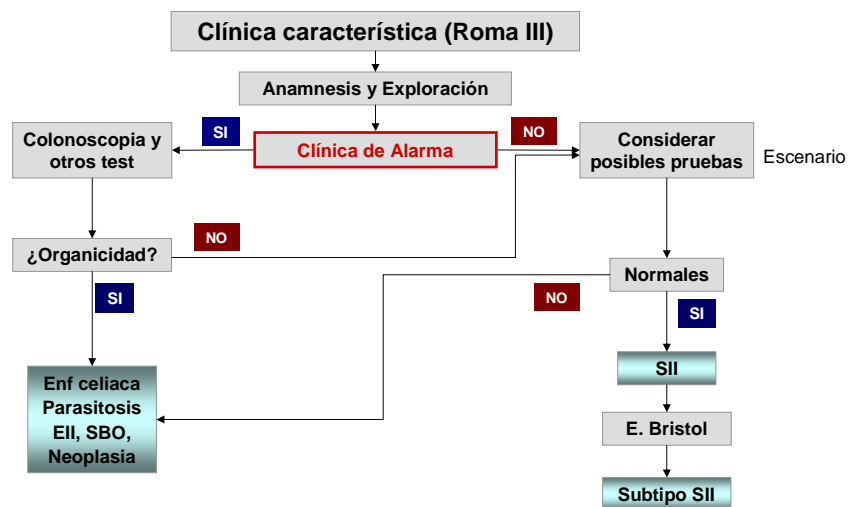 Clínica característica (Roma III)
Anamnesis y Exploración
SI
NO
Colonoscopia y
otros test
Clínica de Alarma
Considerar
posibles pruebas
Escenario
¿Organicidad?
NO
Normales
SI
NO
SI
SII
Enf celiaca
Parasitosis
EII, SBO,
Neoplasia
E. Bristol
Subtipo SII